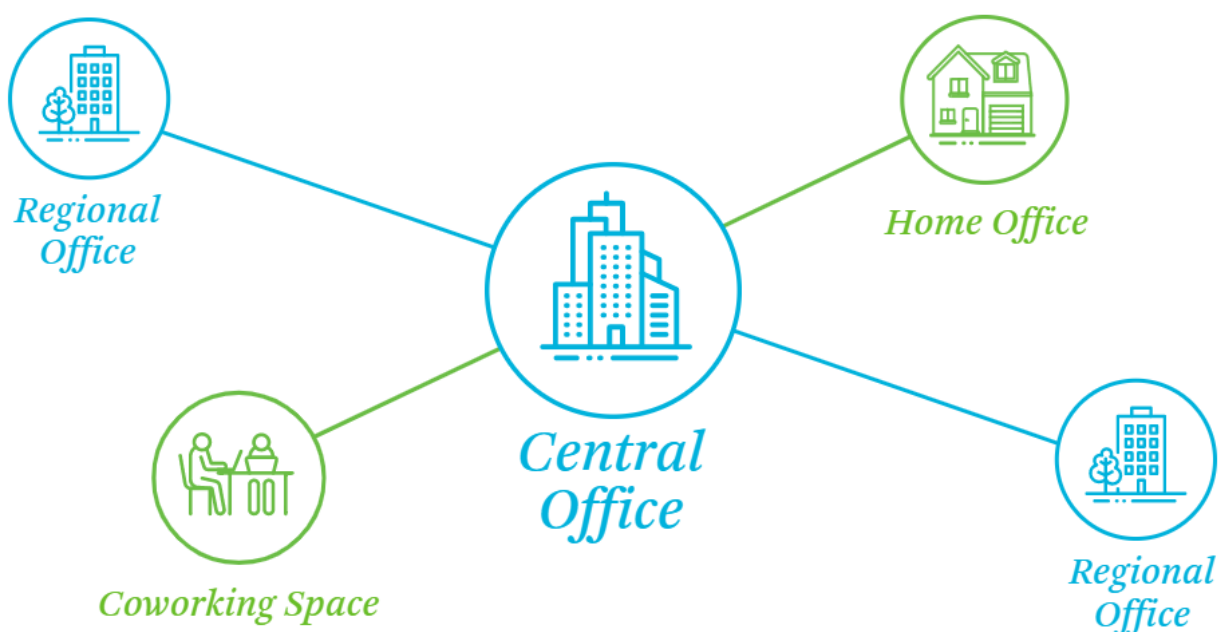 Regional
Office
Home Office
Central
Office
Coworking Space
Regional
Office